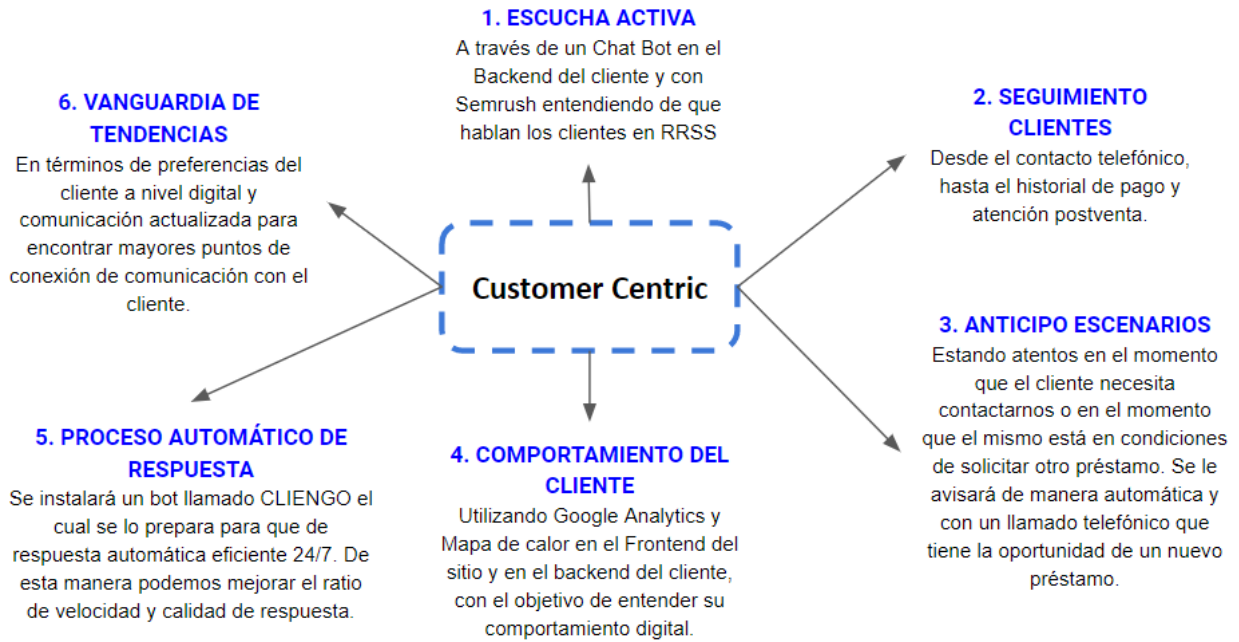 1. ESCUCHA ACTIVA
A través de un Chat Bot en el
Backend del cliente y con
Semrush entendiendo de que
hablan los clientes en RRSS
2. SEGUIMIENTO
CLIENTES
Desde el contacto telefónico,
hasta el historial de pago y
atención postventa.
6. VANGUARDIA DE
TENDENCIAS
En términos de preferencias del
cliente a nivel digital y
comunicación actualizada para
encontrar mayores puntos de
conexión de comunicación con el
cliente.
Customer Centric
3. ANTICIPO ESCENARIOS
Estando atentos en el momento
que el cliente necesita
contactarnos o en el momento
que el mismo está en condiciones
de solicitar otro préstamo. Se le
avisará de manera automática y
con un llamado telefónico que
tiene la oportunidad de un nuevo
préstamo.
5. PROCESO AUTOMÁTICO DE
RESPUESTA
Se instalará un bot llamado CLIENGO el
cual se lo prepara para que de
respuesta automática eficiente 24/7. De
esta manera podemos mejorar el ratio
de velocidad y calidad de respuesta.
4. COMPORTAMIENTO DEL
CLIENTE
Utilizando Google Analytics y
Mapa de calor en el Frontend del
sitio y en el backend del cliente,
con el objetivo de entender su
comportamiento digital.